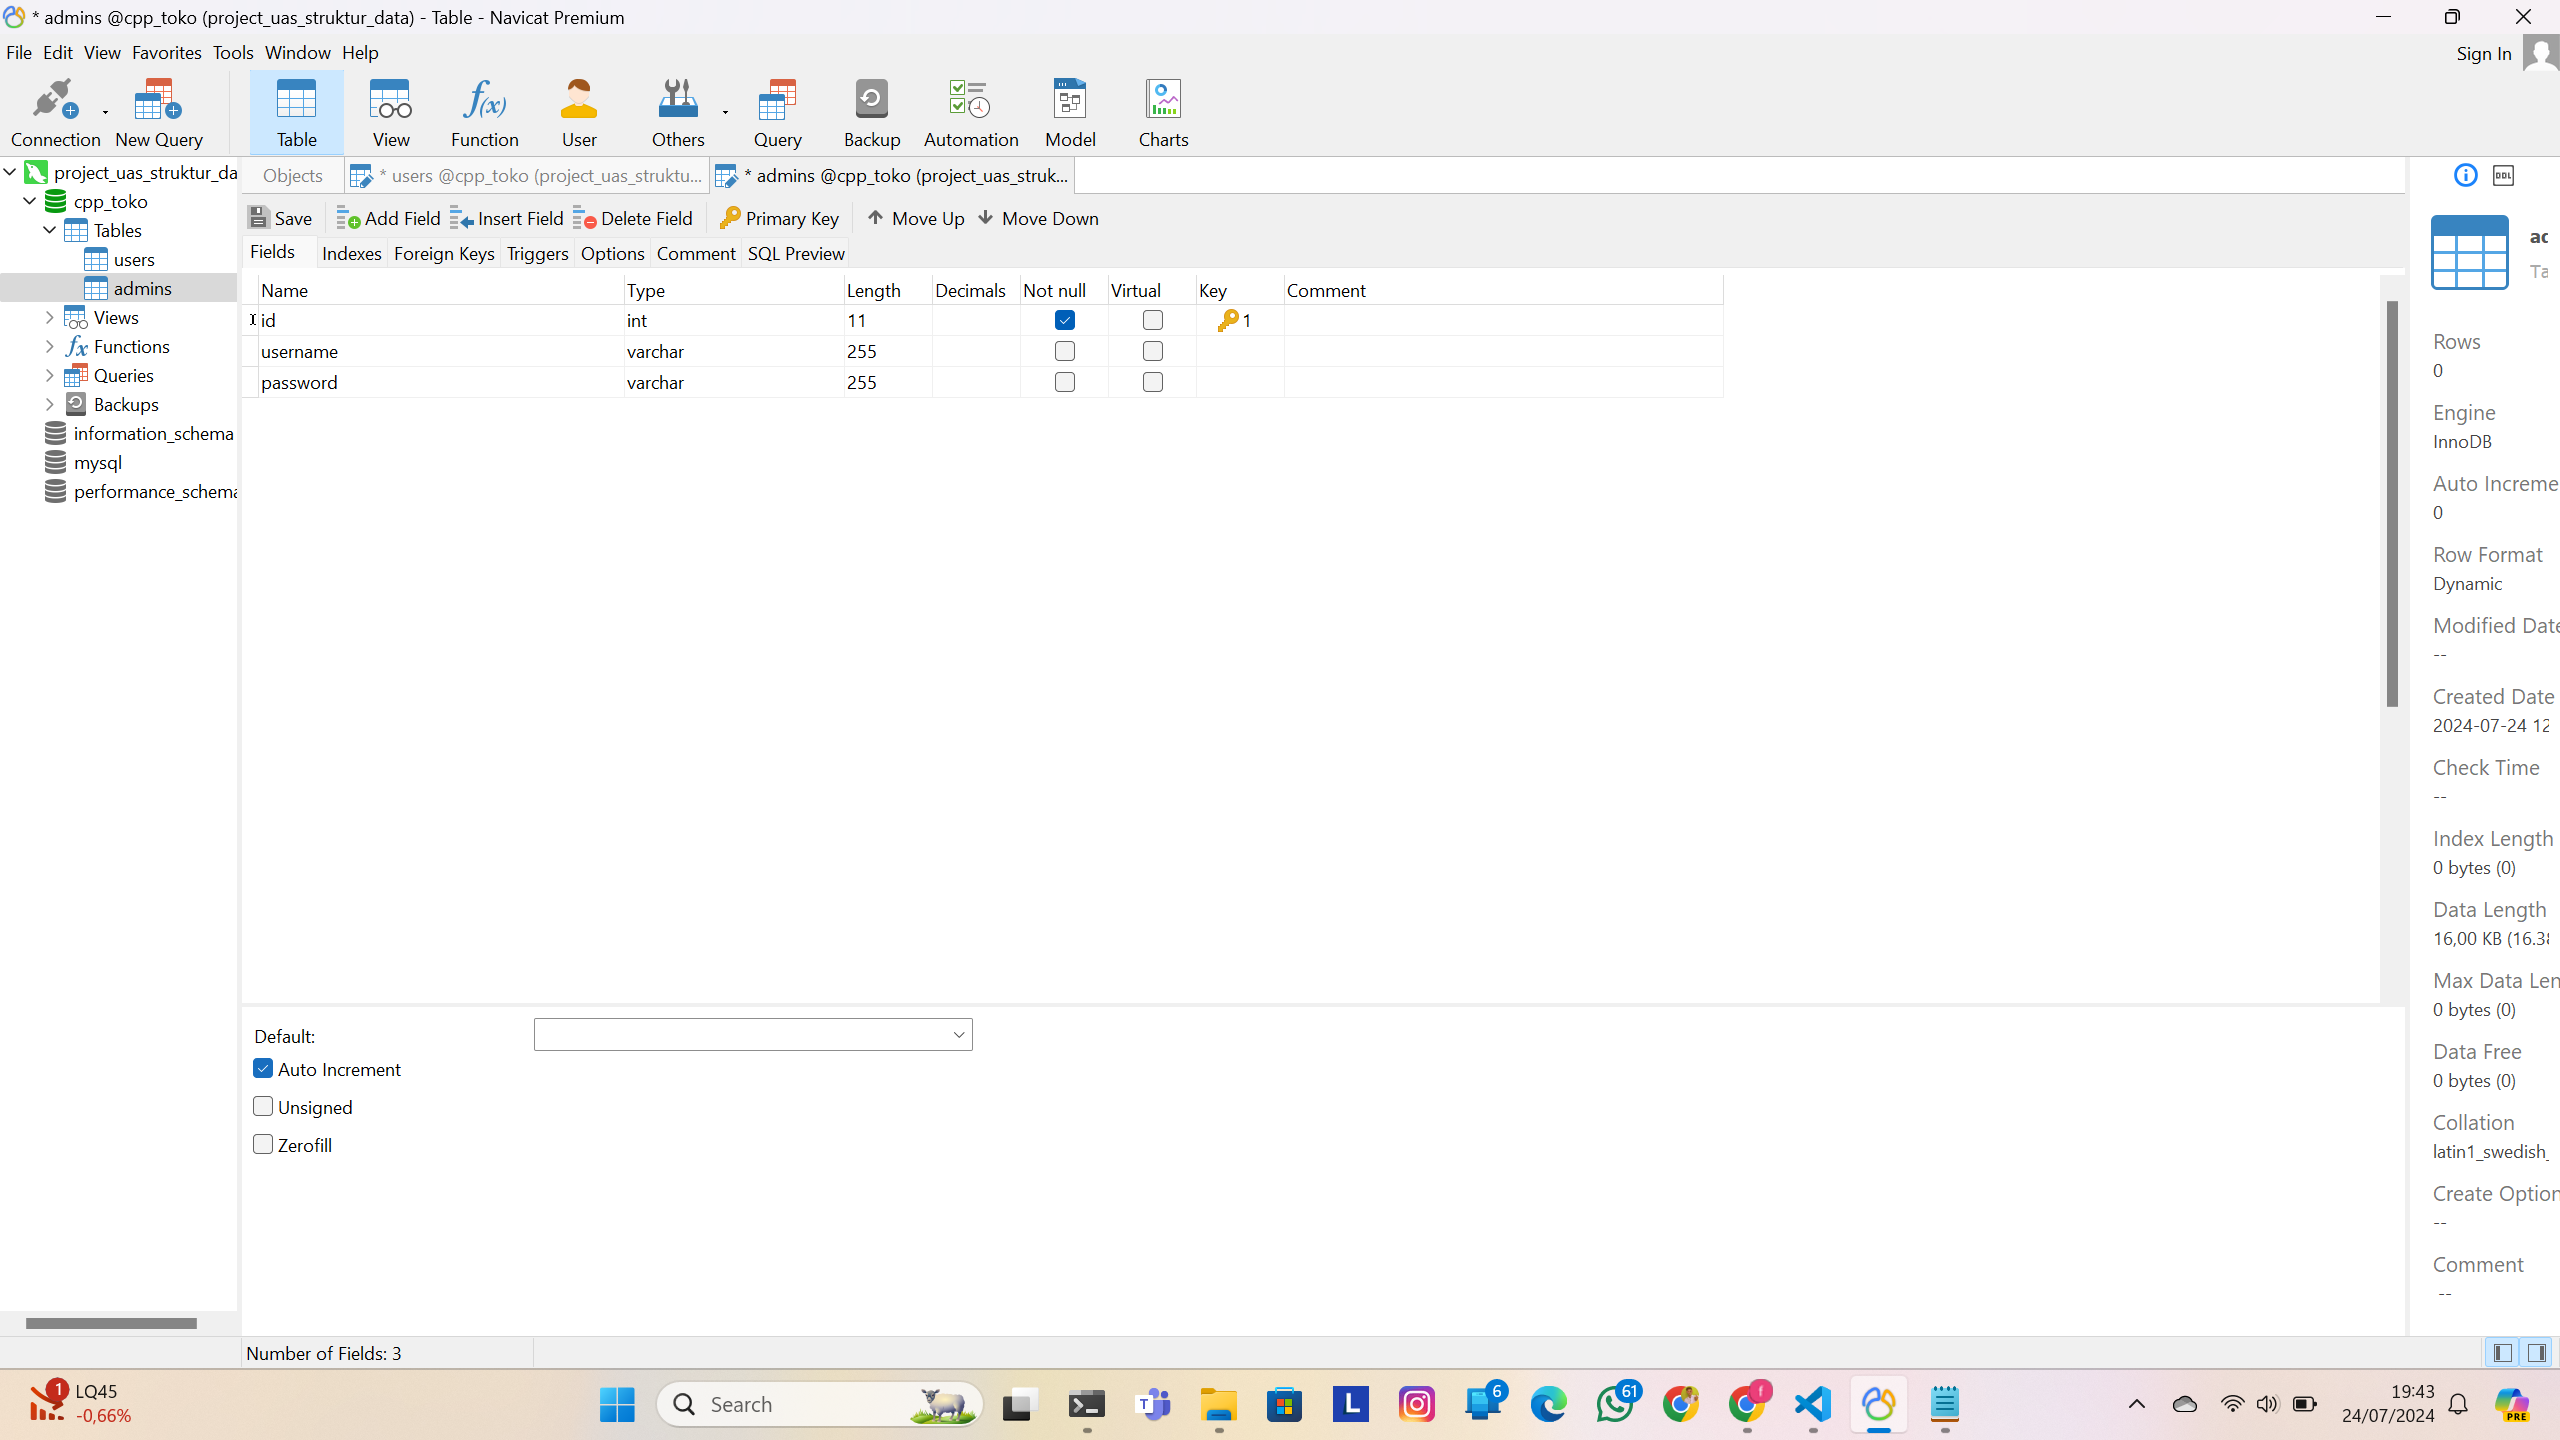 * admins @cpp_toko (project_uas_struktur_data) - Table - Navicat Premium
File Edit View Favorites Tools Window Help
Sign In
Connection New Query Table View Function User Others Query Backup Automation Model Charts
project_uas_struktur_da
cpp_toko
Tables
users
admins
Views
Functions
Queries
Backups
information_schema
mysql
performance_schema
Objects * users @cpp_toko (project_uas_struktu... * admins @cpp_toko (project_uas_struk...
Save Add Field Insert Field Delete Field Primary Key Move Up Move Down
Fields Indexes Foreign Keys Triggers Options Comment SQL Preview
Name Type Length Decimals Not null Virtual Key Comment
id int 11 1
username varchar 255
password varchar 255
Default:
Auto Increment
Unsigned
Zerofill
DDL
ad
Ta
Rows
0
Engine
InnoDB
Auto Increme
0
Row Format
Dynamic
Modified Date
--
Created Date
2024-07-24 12
Check Time
--
Index Length
0 bytes (0)
Data Length
16,00 KB (16.38
Max Data Len
0 bytes (0)
Data Free
0 bytes (0)
Collation
latin1_swedish_
Create Option
--
Comment
--
Number of Fields: 3
1 LQ45
-0,66%
Search
T
L
6
61
f
19:43
24/07/2024
PRE